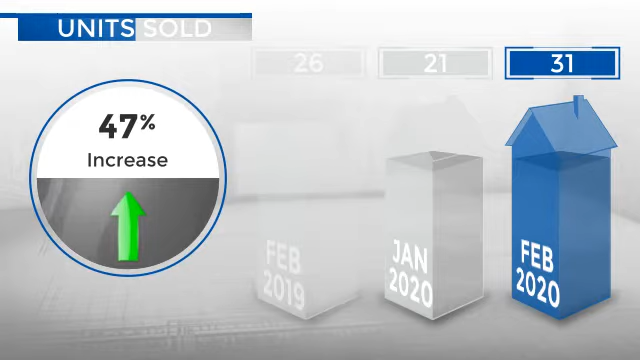 UNITS SOLD
26
21
31
47%
Increase
FEB
2019
JAN
2020
FEB
2020